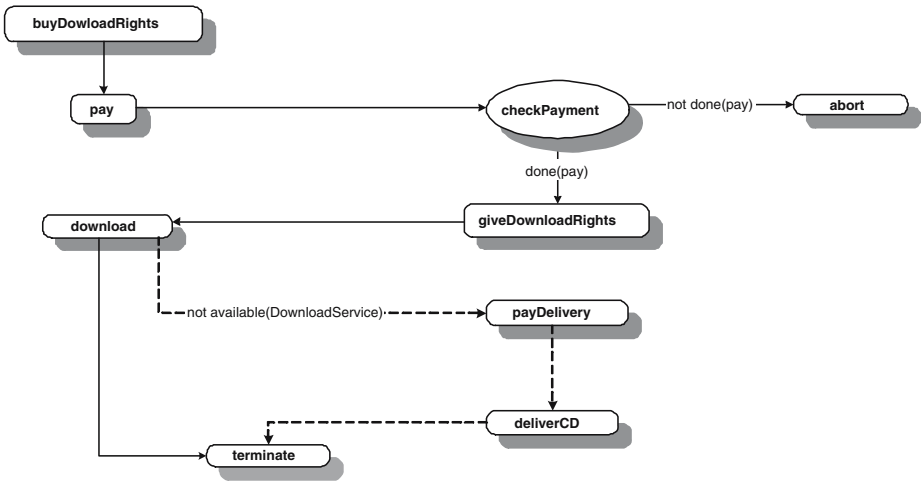 buyDowloadRights
pay
checkPayment
not done(pay)
abort
done(pay)
giveDownloadRights
download
not available(DownloadService)
payDelivery
deliverCD
terminate